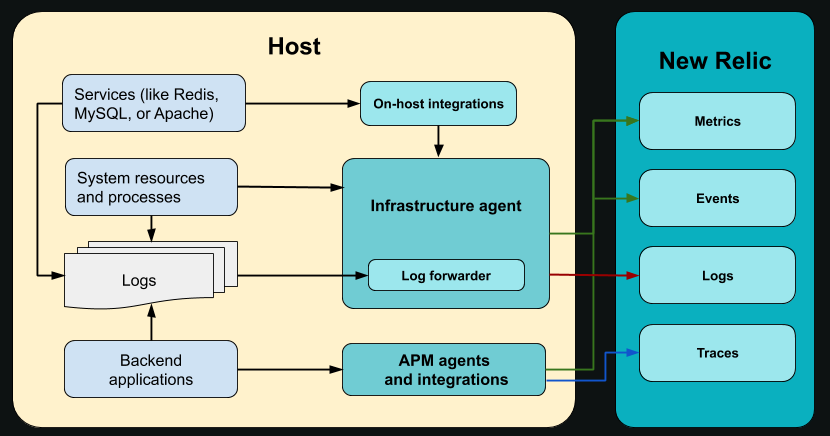 Host
New Relic
Services (like Redis,
MySQL, or Apache)
On-host integrations
Metrics
System resources
and processes
Infrastructure agent
Events
Logs
Log forwarder
Logs
Backend
applications
APM agents
and integrations
Traces